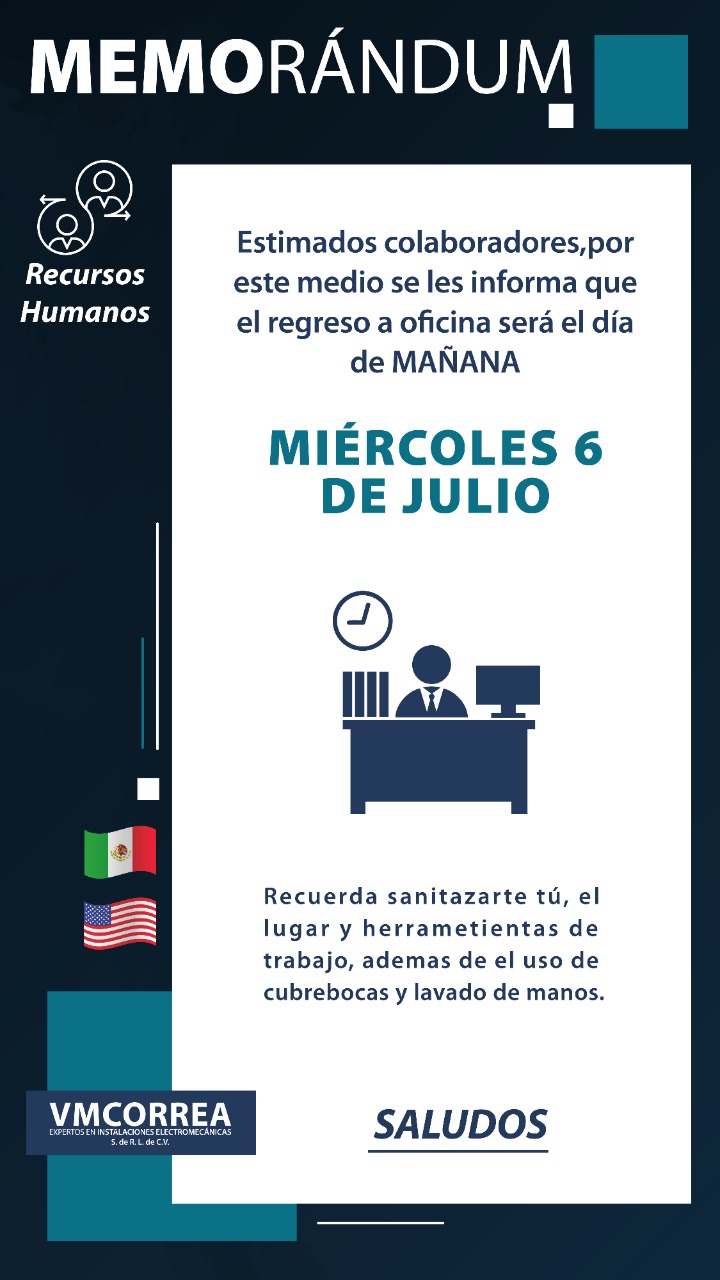 MEMORÁNDUM
Recursos
Humanos
Estimados colaboradores,por
este medio se les informa que
el regreso a oficina será el día
de MAÑANA
MIÉRCOLES 6
DE JULIO
Recuerda sanitazarte tú, el
lugar y herrametientas de
trabajo, ademas de el uso de
cubrebocas y lavado de manos.
VMCORREA
EXPERTOS EN INSTALACIONES ELECTROMECÁNICAS
S. de R. L. de C.V.
SALUDOS